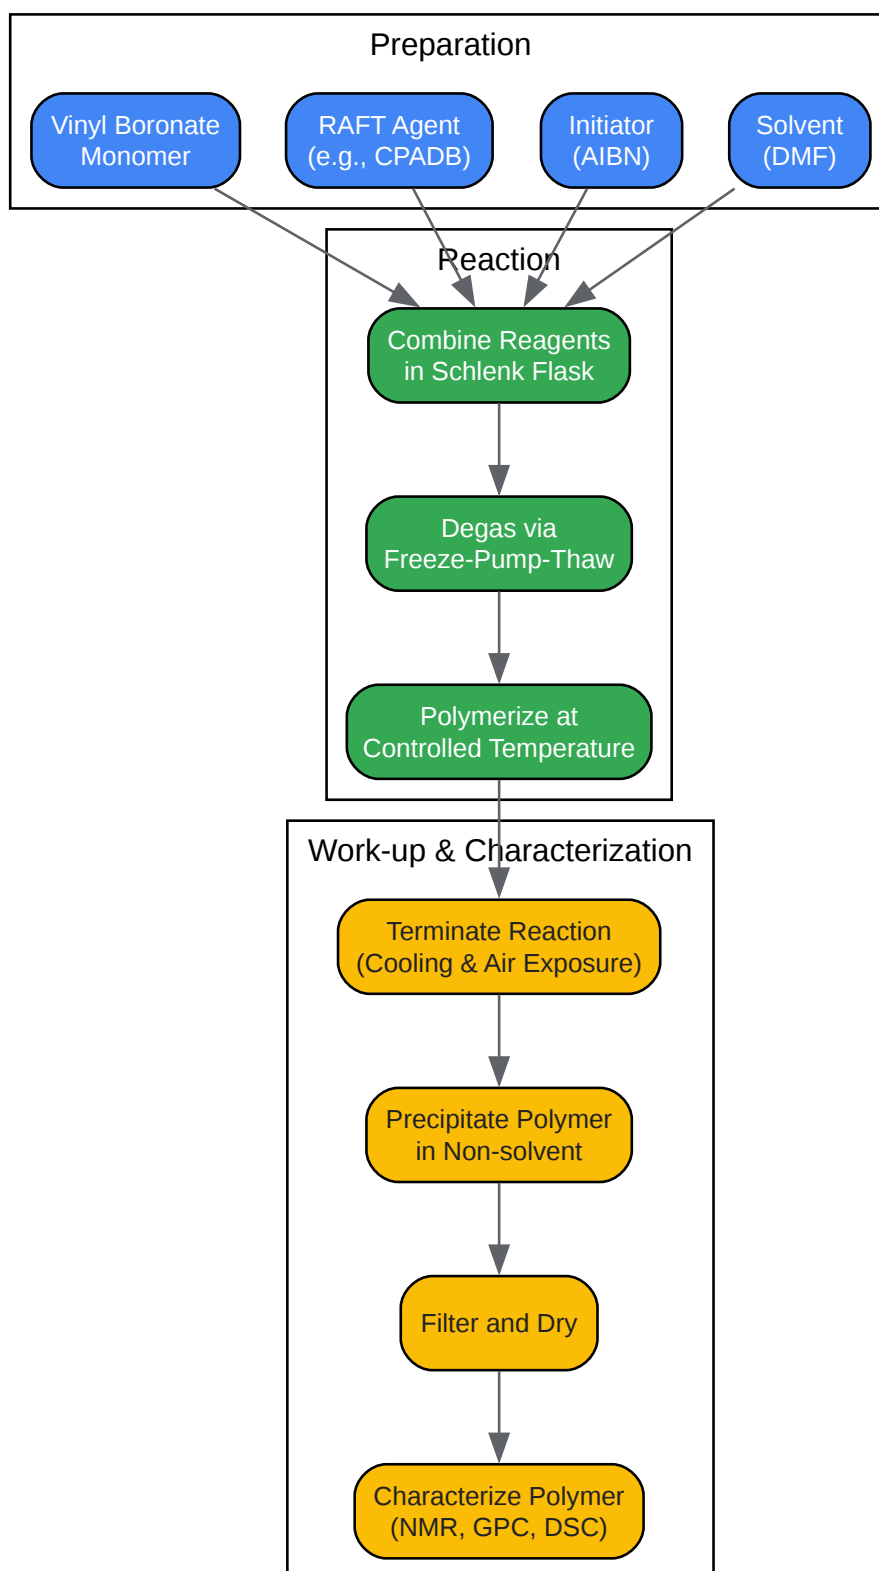 Preparation
Vinyl Boronate
Monomer
RAFT Agent
(e.g., CPADB)
Initiator
(AIBN)
Solvent
(DMF)
Reaction
Combine Reagents
in Schlenk Flask
Degas via
Freeze-Pump-Thaw
Polymerize at
Controlled Temperature
Work-up & Characterization
Terminate Reaction
(Cooling & Air Exposure)
Precipitate Polymer
in Non-solvent
Filter and Dry
Characterize Polymer
(NMR, GPC, DSC)